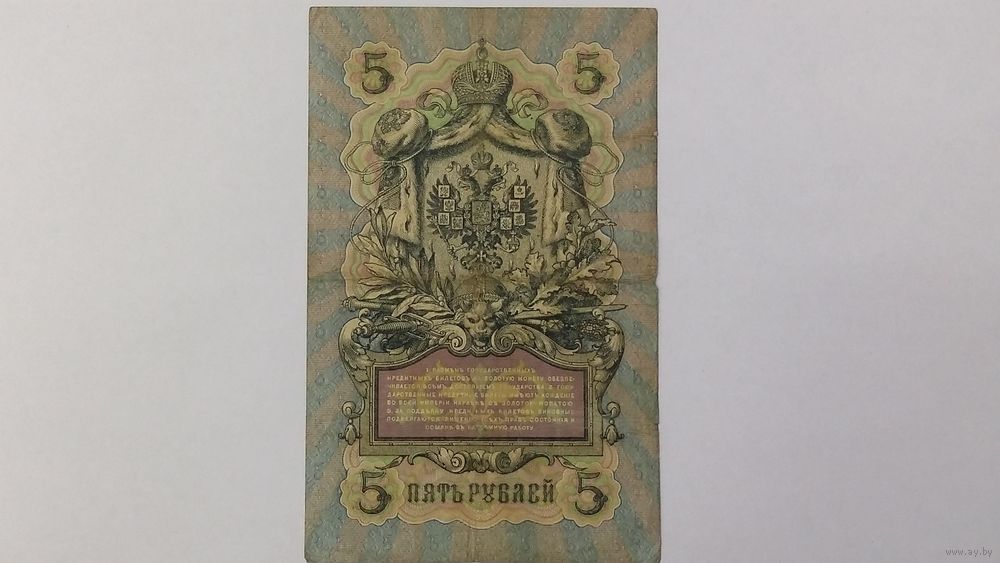 5 5
1. РАЗМѢНЪ ГОСУДАРСТВЕННЫХЪ
КРЕДИТНЫХЪ БИЛЕТОВЪ ЗОЛОТУЮ МОНЕТУ ОБЕЗПЕ-
ЧИВАЕТСЯ ВСѢМЪ ДОСТОЯНІЕМЪ ГОСУДАРСТВА 2. ГОСУ-
ДАРСТВЕННЫЕ КРЕДИТНЫЕ БИЛЕТЫ ИМѢЮТЪ ХОЖДЕНІЕ
ВО ВСЕЙ ИМПЕРІИ НАРАВНѢ СЪ ЗОЛОТОЮ МОНЕТОЮ
3. ЗА ПОДДѢЛКУ КРЕДИТНЫХЪ БИЛЕТОВЪ ВИНОВНЫЕ
ПОДВЕРГАЮТСЯ ЛИШЕНІЮ ВСѢХЪ ПРАВЪ СОСТОЯНІЯ И
ССЫЛКѢ ВЪ КАТОРЖНУЮ РАБОТУ
5 ПЯТЬ РУБЛЕЙ 5
www.ay.by